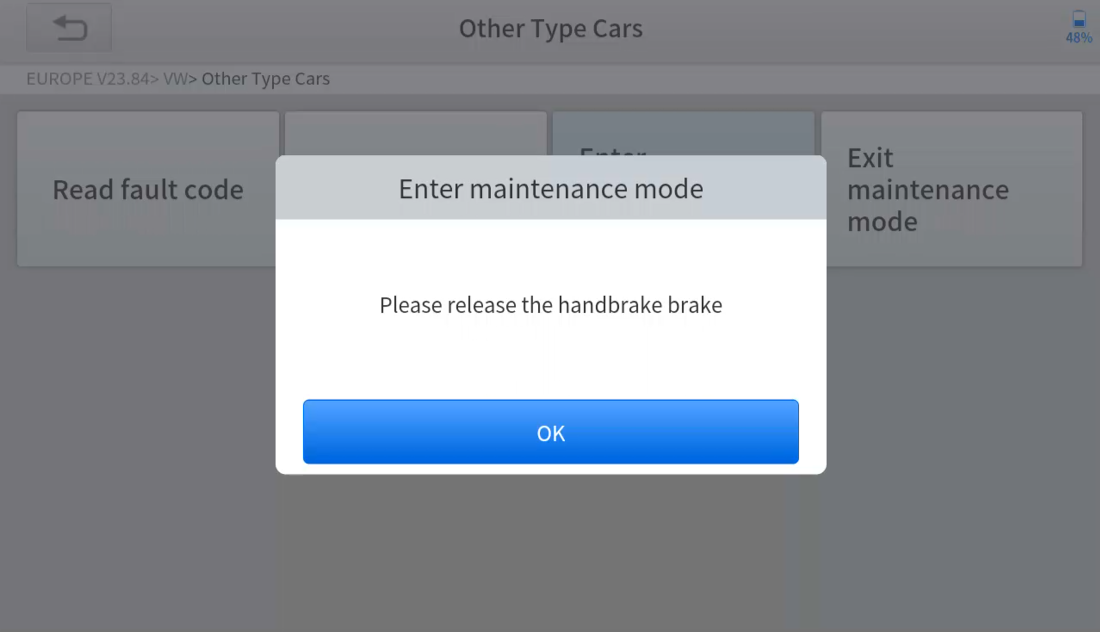 Other Type Cars
48%
EUROPE V23.84> VW> Other Type Cars
Read fault code
Enter
Exit
maintenance
mode
Enter maintenance mode
Please release the handbrake brake
OK